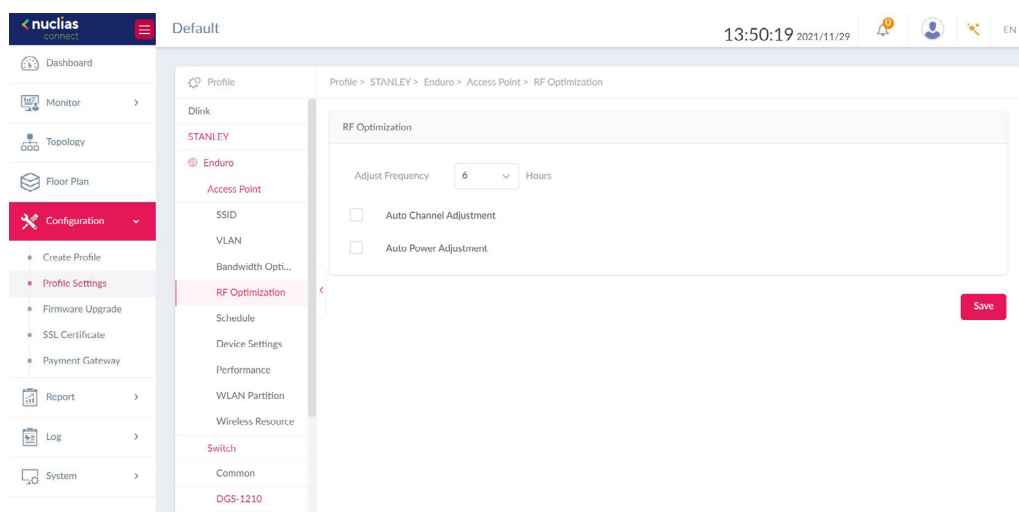 nuclias
connect
Default
13:50:19 2021/11/29
0
EN
Dashboard
Monitor
Topology
Floor Plan
Configuration
Create Profile
Profile Settings
Firmware Upgrade
SSL Certificate
Payment Gateway
Report
Log
System
Profile
Dlink
STANLEY
Enduro
Access Point
SSID
VLAN
Bandwidth Opti...
RF Optimization
Schedule
Device Settings
Performance
WLAN Partition
Wireless Resource
Switch
Common
DGS-1210
Profile > STANLEY > Enduro > Access Point > RF Optimization
RF Optimization
Adjust Frequency 6 Hours
Auto Channel Adjustment
Auto Power Adjustment
Save